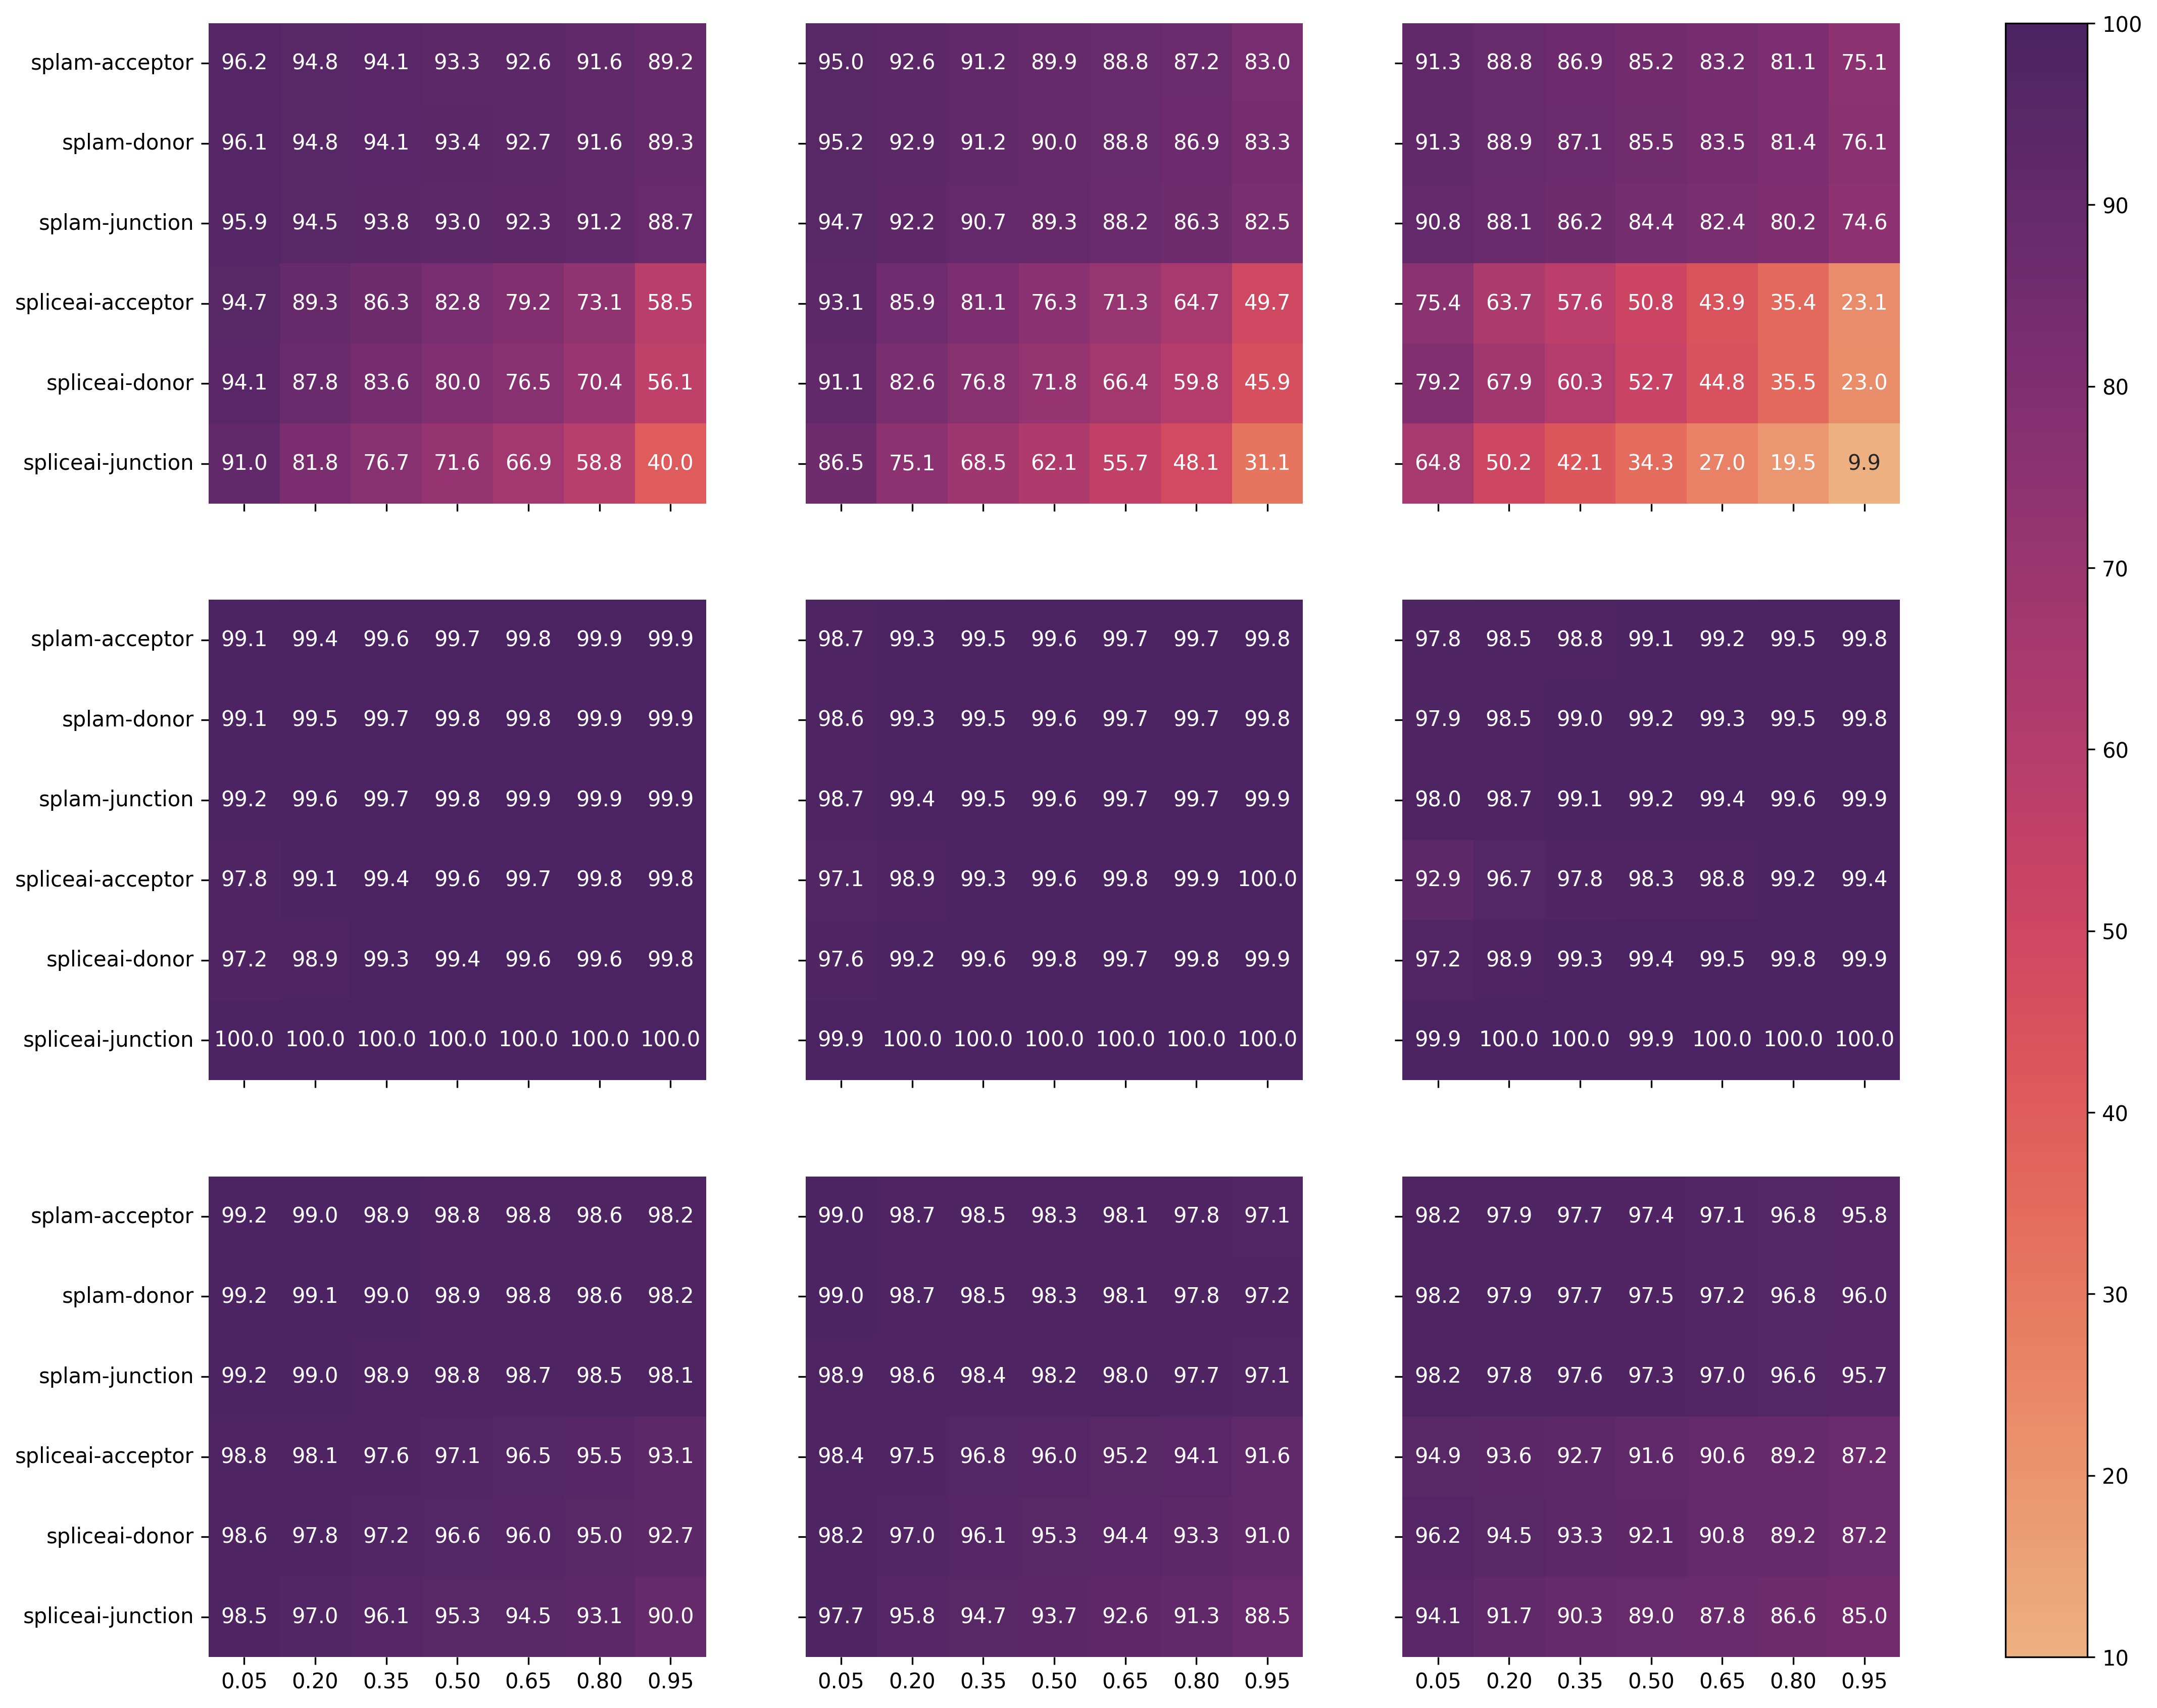 splam-acceptor 96.2 94.8 94.1 93.3 92.6 91.6 89.2 95.0 92.6 91.2 89.9 88.8 87.2 83.0 91.3 88.8 86.9 85.2 83.2 81.1 75.1 100
splam-donor 96.1 94.8 94.1 93.4 92.7 91.6 89.3 95.2 92.9 91.2 90.0 88.8 86.9 83.3 91.3 88.9 87.1 85.5 83.5 81.4 76.1
splam-junction 95.9 94.5 93.8 93.0 92.3 91.2 88.7 94.7 92.2 90.7 89.3 88.2 86.3 82.5 90.8 88.1 86.2 84.4 82.4 80.2 74.6 90
spliceai-acceptor 94.7 89.3 86.3 82.8 79.2 73.1 58.5 93.1 85.9 81.1 76.3 71.3 64.7 49.7 75.4 63.7 57.6 50.8 43.9 35.4 23.1
spliceai-donor 94.1 87.8 83.6 80.0 76.5 70.4 56.1 91.1 82.6 76.8 71.8 66.4 59.8 45.9 79.2 67.9 60.3 52.7 44.8 35.5 23.0 80
spliceai-junction 91.0 81.8 76.7 71.6 66.9 58.8 40.0 86.5 75.1 68.5 62.1 55.7 48.1 31.1 64.8 50.2 42.1 34.3 27.0 19.5 9.9
70
splam-acceptor 99.1 99.4 99.6 99.7 99.8 99.9 99.9 98.7 99.3 99.5 99.6 99.7 99.7 99.8 97.8 98.5 98.8 99.1 99.2 99.5 99.8
splam-donor 99.1 99.5 99.7 99.8 99.8 99.9 99.9 98.6 99.3 99.5 99.6 99.7 99.7 99.8 97.9 98.5 99.0 99.2 99.3 99.5 99.8
60
splam-junction 99.2 99.6 99.7 99.8 99.9 99.9 99.9 98.7 99.4 99.5 99.6 99.7 99.7 99.9 98.0 98.7 99.1 99.2 99.4 99.6 99.9
spliceai-acceptor 97.8 99.1 99.4 99.6 99.7 99.8 99.8 97.1 98.9 99.3 99.6 99.8 99.9 100.0 92.9 96.7 97.8 98.3 98.8 99.2 99.4
50
spliceai-donor 97.2 98.9 99.3 99.4 99.6 99.6 99.8 97.6 99.2 99.6 99.8 99.7 99.8 99.9 97.2 98.9 99.3 99.4 99.5 99.8 99.9
spliceai-junction 100.0 100.0 100.0 100.0 100.0 100.0 100.0 99.9 100.0 100.0 100.0 100.0 100.0 100.0 99.9 100.0 100.0 99.9 100.0 100.0 100.0
40
splam-acceptor 99.2 99.0 98.9 98.8 98.8 98.6 98.2 99.0 98.7 98.5 98.3 98.1 97.8 97.1 98.2 97.9 97.7 97.4 97.1 96.8 95.8
splam-donor 99.2 99.1 99.0 98.9 98.8 98.6 98.2 99.0 98.7 98.5 98.3 98.1 97.8 97.2 98.2 97.9 97.7 97.5 97.2 96.8 96.0 30
splam-junction 99.2 99.0 98.9 98.8 98.7 98.5 98.1 98.9 98.6 98.4 98.2 98.0 97.7 97.1 98.2 97.8 97.6 97.3 97.0 96.6 95.7
spliceai-acceptor 98.8 98.1 97.6 97.1 96.5 95.5 93.1 98.4 97.5 96.8 96.0 95.2 94.1 91.6 94.9 93.6 92.7 91.6 90.6 89.2 87.2 20
spliceai-donor 98.6 97.8 97.2 96.6 96.0 95.0 92.7 98.2 97.0 96.1 95.3 94.4 93.3 91.0 96.2 94.5 93.3 92.1 90.8 89.2 87.2
spliceai-junction 98.5 97.0 96.1 95.3 94.5 93.1 90.0 97.7 95.8 94.7 93.7 92.6 91.3 88.5 94.1 91.7 90.3 89.0 87.8 86.6 85.0
10
0.05 0.20 0.35 0.50 0.65 0.80 0.95 0.05 0.20 0.35 0.50 0.65 0.80 0.95 0.05 0.20 0.35 0.50 0.65 0.80 0.95